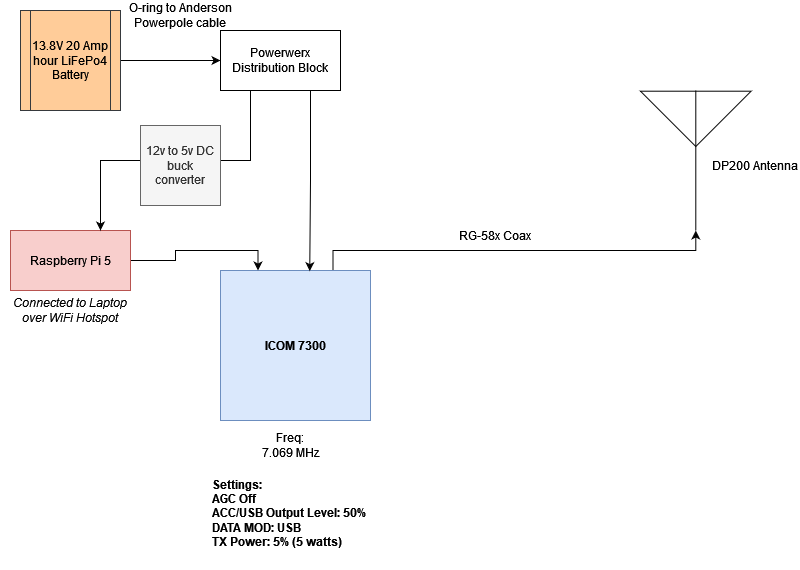 O-ring to Anderson
Powerpole cable
13.8V 20 Amp
hour LiFePo4
Battery
Powerwerx
Distribution Block
12v to 5v DC
buck
converter
DP200 Antenna
RG-58x Coax
Raspberry Pi 5
Connected to Laptop
over WiFi Hotspot
ICOM 7300
Freq:
7.069 MHz
Settings:
AGC Off
ACC/USB Output Level: 50%
DATA MOD: USB
TX Power: 5% (5 watts)